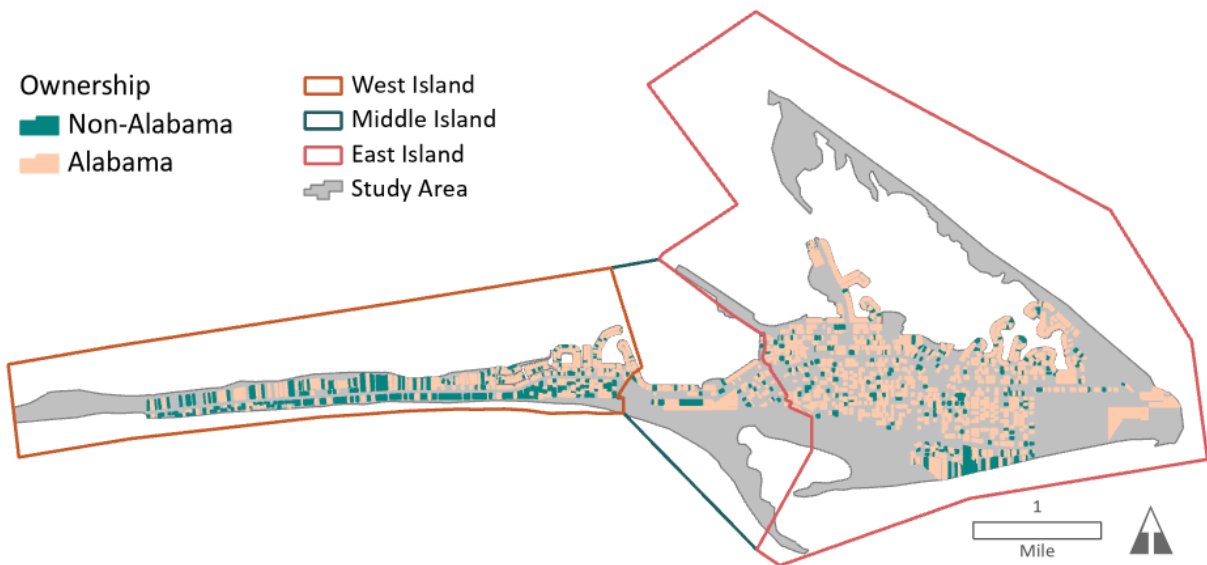 Ownership
Non-Alabama
Alabama
West Island
Middle Island
East Island
Study Area
1
Mile